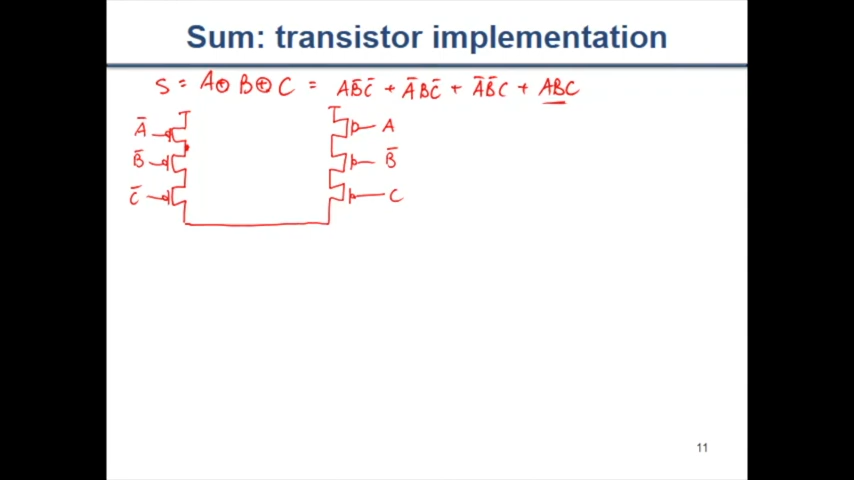 Sum: transistor implementation
S = A ⊕ B ⊕ C = AB̄C̄ + ĀBC̄ + ĀB̄C + ABC
Ā A
B̄ B̄
C̄ C
11